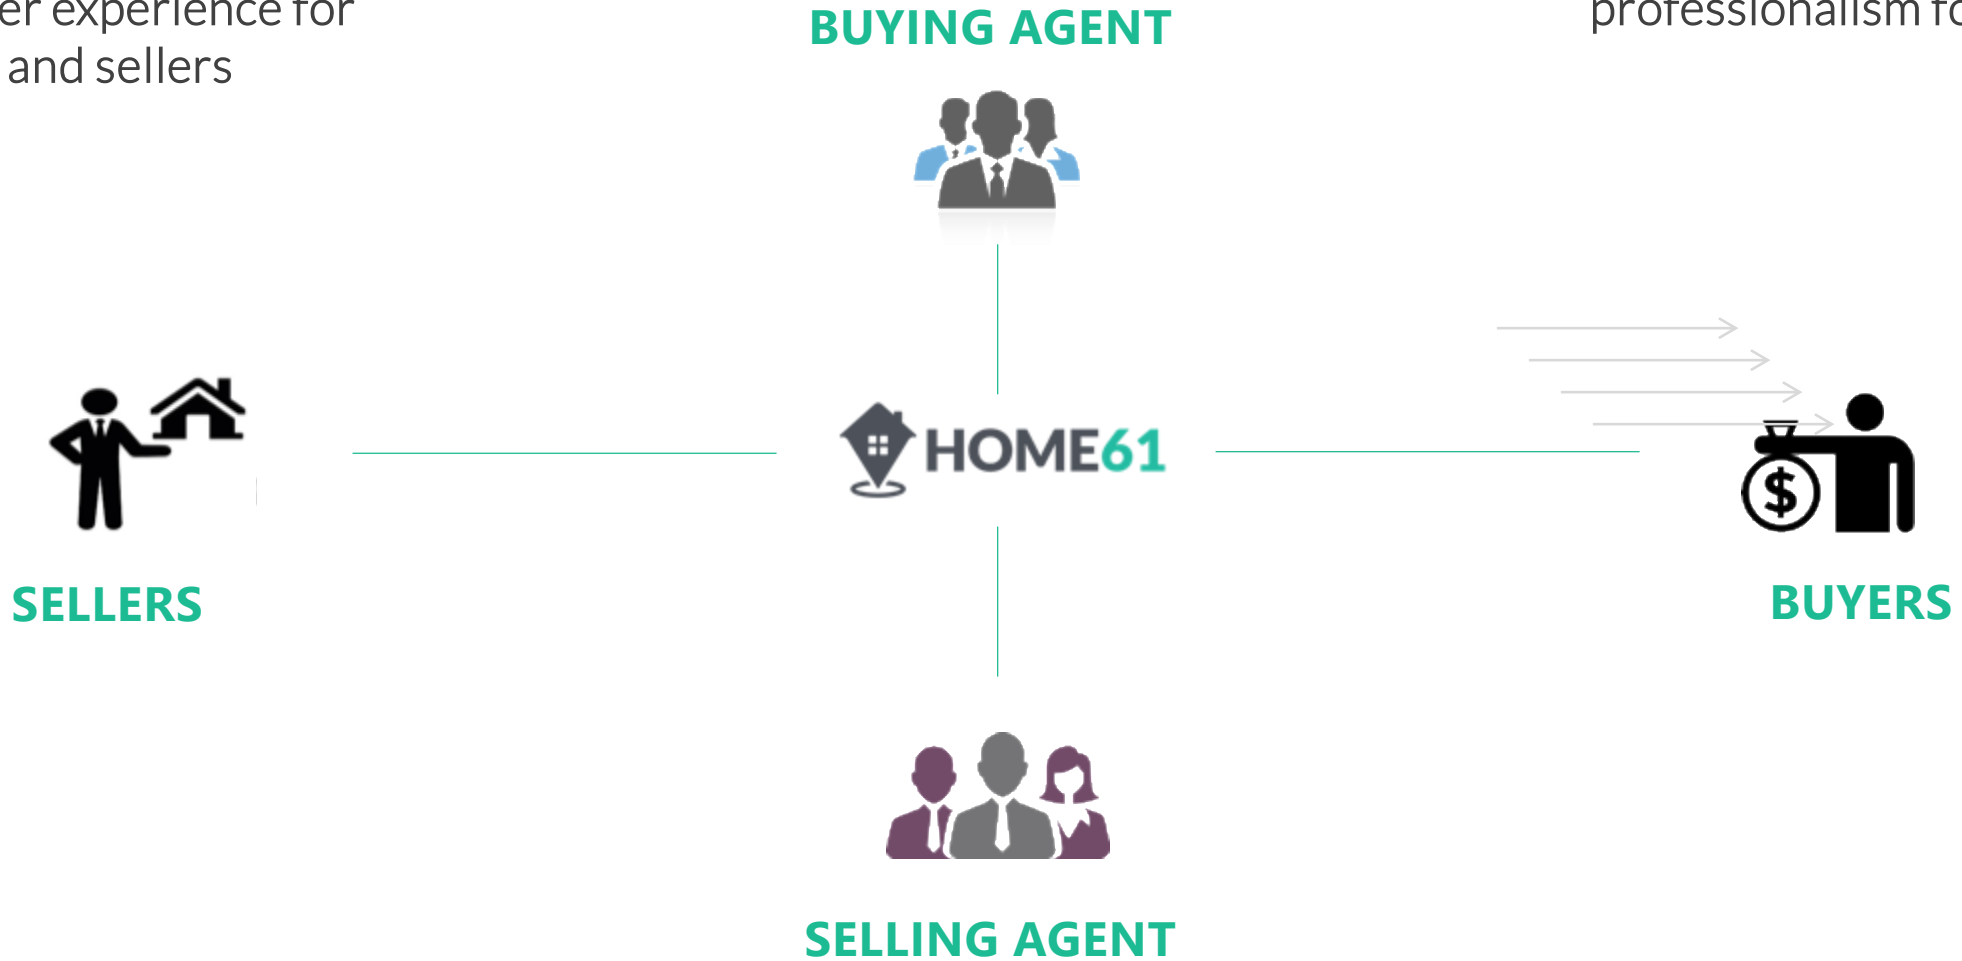 er experience for
and sellers
professionalism fo
BUYING AGENT
HOME61
$
SELLERS
BUYERS
SELLING AGENT